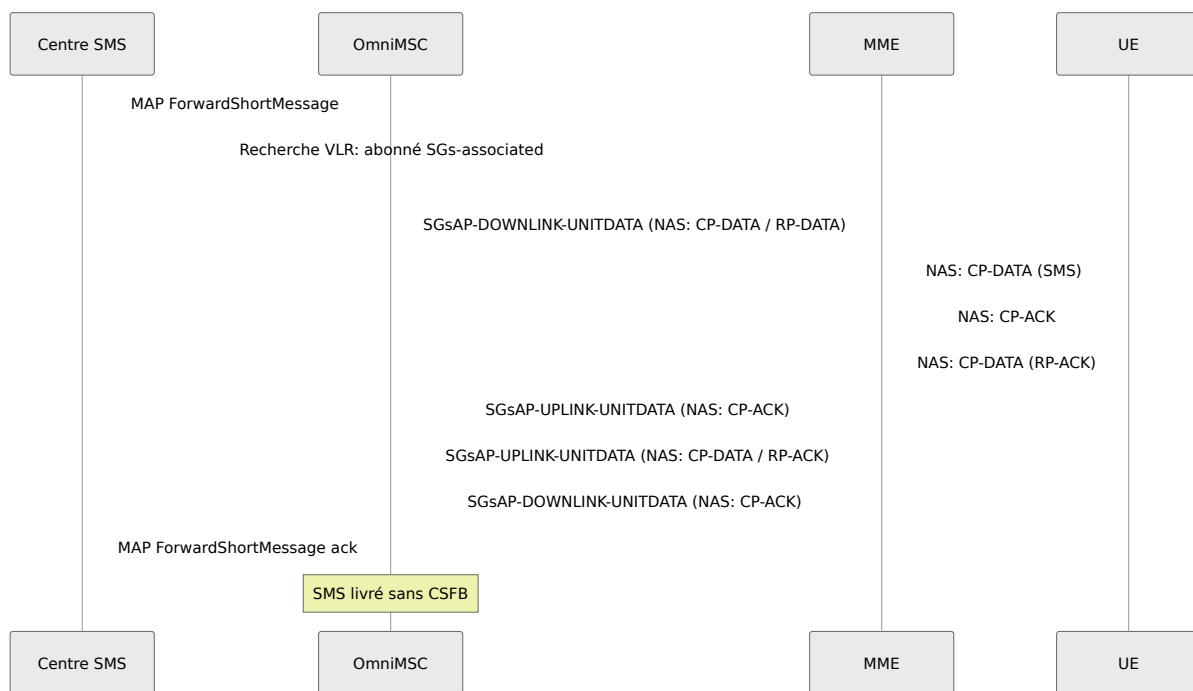 Centre SMS
OmniMSC
MME
UE
MAP ForwardShortMessage
Recherche VLR: abonné SGs-associated
SGsAP-DOWNLINK-UNITDATA (NAS: CP-DATA / RP-DATA)
NAS: CP-DATA (SMS)
NAS: CP-ACK
NAS: CP-DATA (RP-ACK)
SGsAP-UPLINK-UNITDATA (NAS: CP-ACK)
SGsAP-UPLINK-UNITDATA (NAS: CP-DATA / RP-ACK)
SGsAP-DOWNLINK-UNITDATA (NAS: CP-ACK)
MAP ForwardShortMessage ack
SMS livré sans CSFB
Centre SMS
OmniMSC
MME
UE